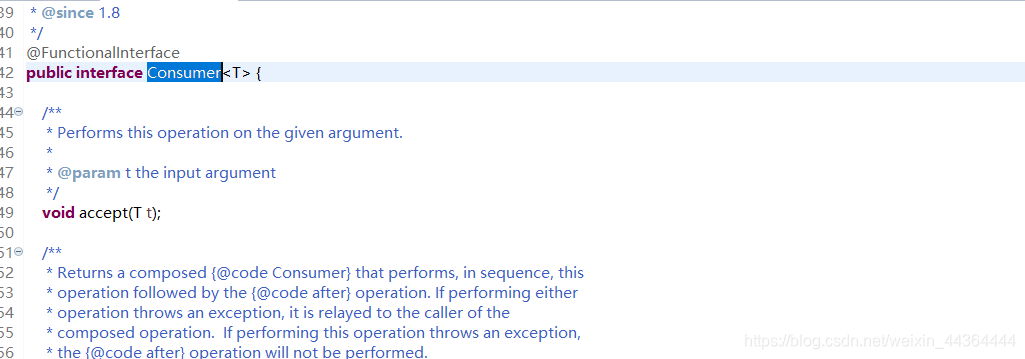 39 * @since 1.8
40 */
41 @FunctionalInterface
42 public interface Consumer<T> {
43
44 /**
45 * Performs this operation on the given argument.
46 *
47 * @param t the input argument
48 */
49 void accept(T t);
50
51 /**
52 * Returns a composed {@code Consumer} that performs, in sequence, this
53 * operation followed by the {@code after} operation. If performing either
54 * operation throws an exception, it is relayed to the caller of the
55 * composed operation.  If performing this operation throws an exception,
56 * the {@code after} operation will not be performed.
https://blog.csdn.net/weixin_44364444